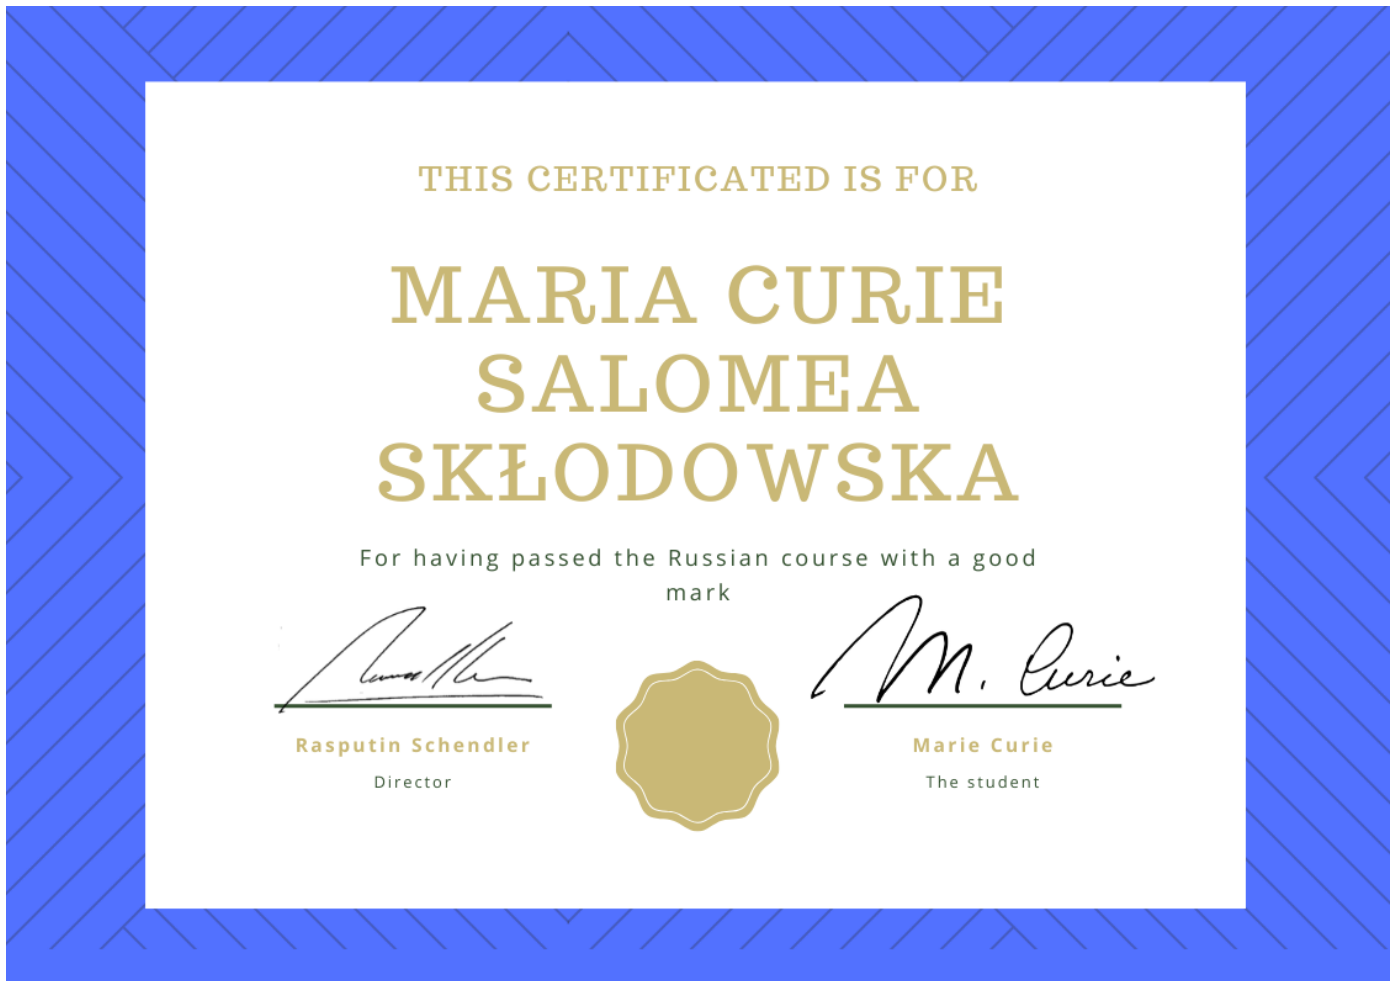 THIS CERTIFICATED IS FOR
MARIA CURIE
SALOMEA
SKŁODOWSKA
For having passed the Russian course with a good
mark
M. Curie
Rasputin Schendler
Marie Curie
Director
The student